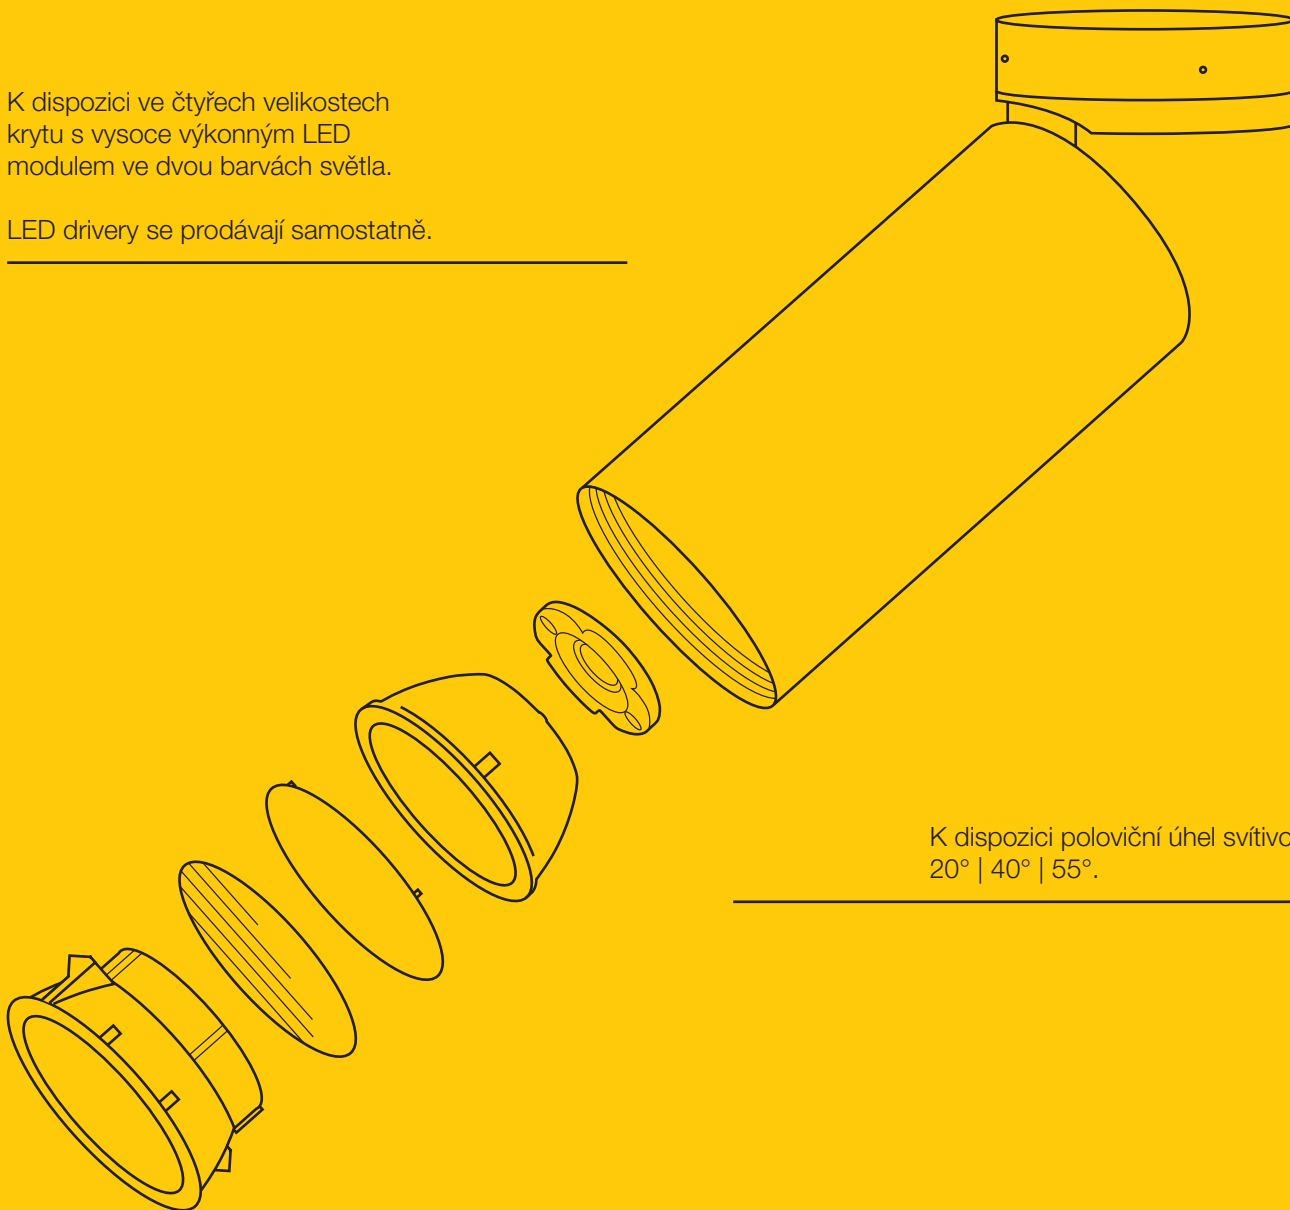 K dispozici ve čtyřech velikostech
krytu s vysoce výkonným LED
modulem ve dvou barvách světla.
LED drivery se prodávají samostatně.
K dispozici poloviční úhel
20° | 40° | 55°.